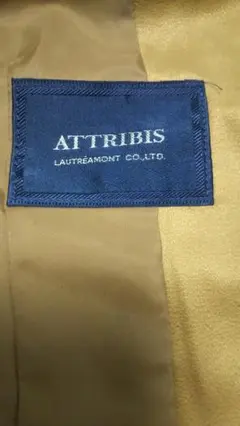 ATTRIBIS
LAUTRÉAMONT CO.,LTD.